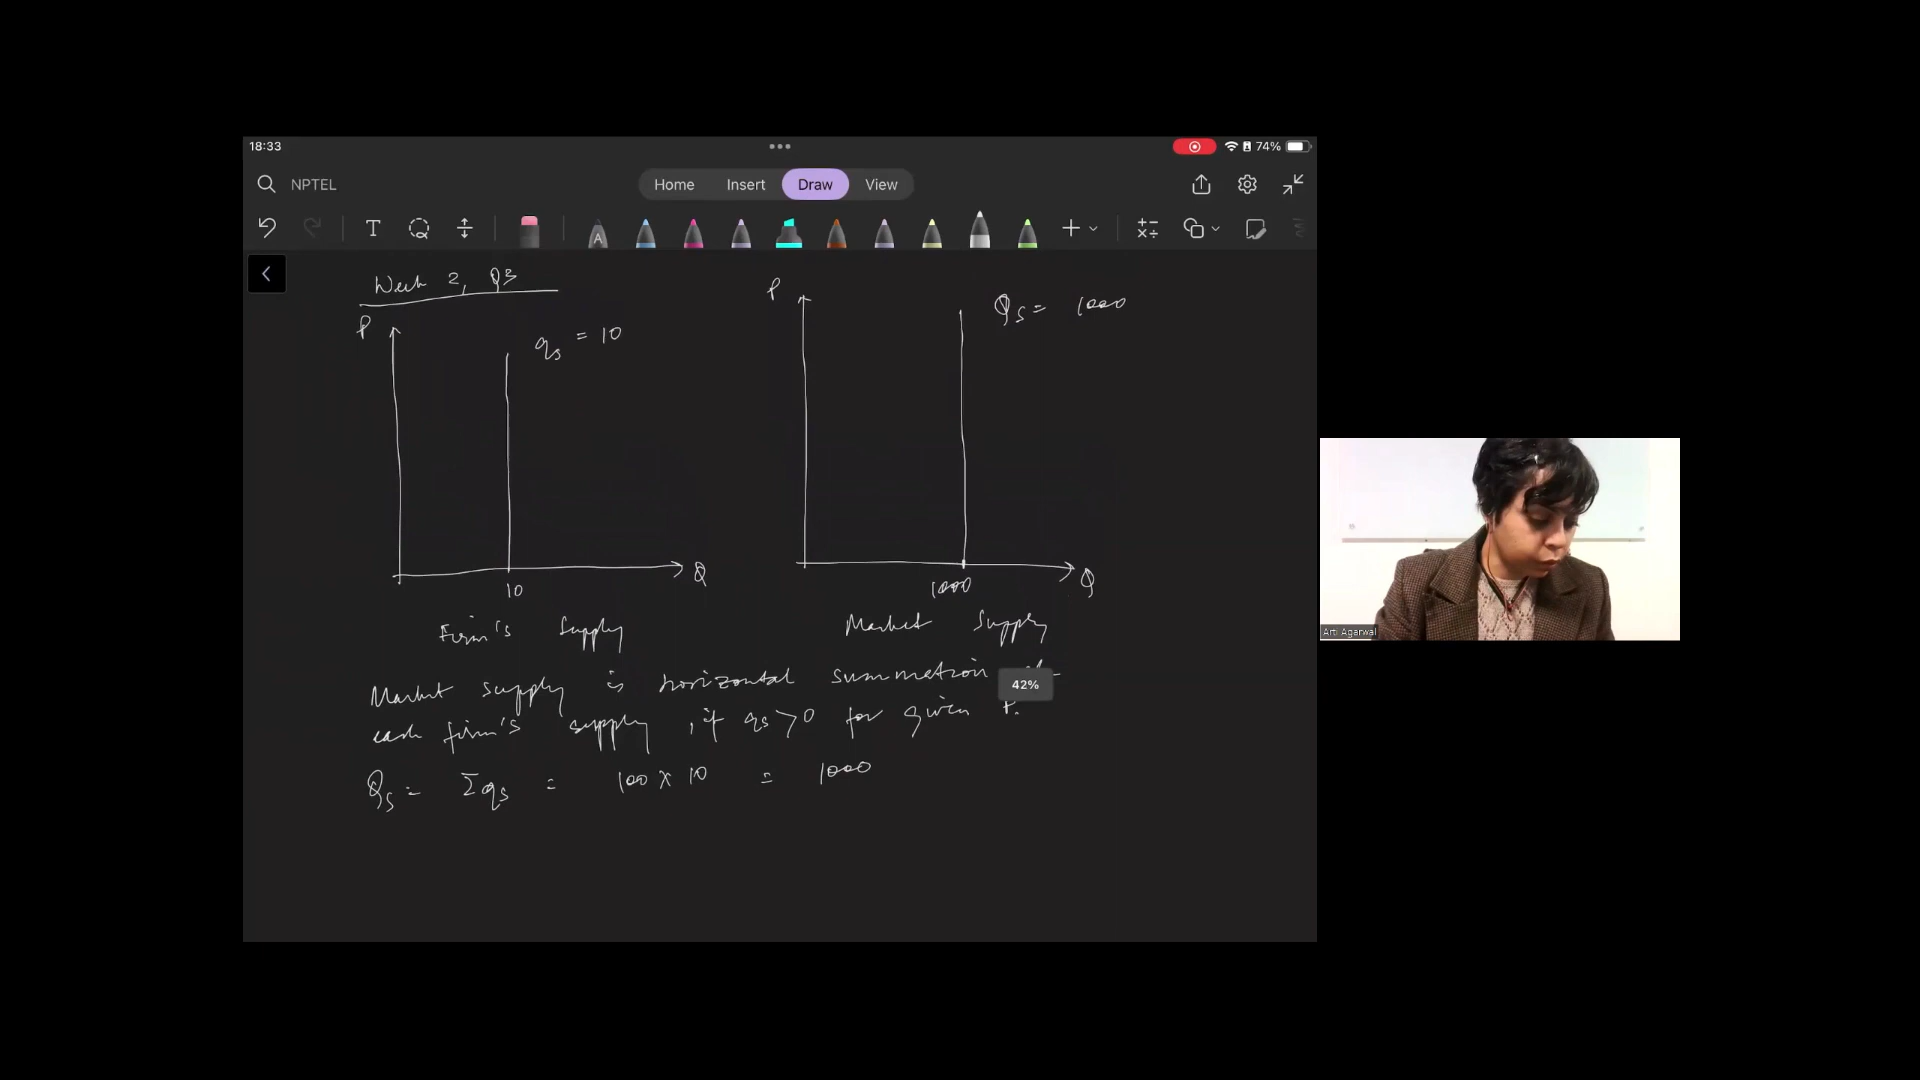 18:33
74%
NPTEL
Home Insert Draw View
T
A
Week 2, Q3
P
qs = 10
10
Q
Firm's Supply
P
Qs = 1000
1000
Q
Market Supply
Market supply is horizontal summation
42%
each firm's supply, if qs > 0 for given P.
Qs = Σqs = 100 x 10 = 1000
Arti Agarwal